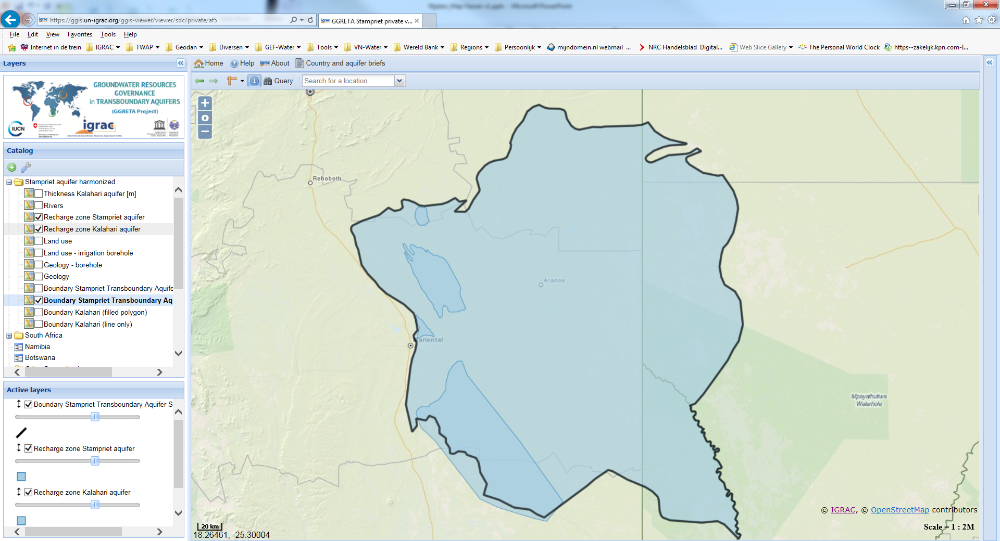 https://ggis.un-igrac.org/ggis-viewer/viewer/sdc/private/af5
GGRETA Stampriet private v...
File Edit View Favorites Tools Help
Internet in de trein IGRAC TWAP Geodan Diversen GEF-Water Tools VN-Water Wereld Bank Regions Persoonlijk mijndomein.nl webmail ... NRC Handelsblad Digital... Web Slice Gallery The Personal World Clock https--zakelijk.kpn.com-I...
Layers
Home Help igrac About Country and aquifer briefs
Query Search for a location ...
GROUNDWATER RESOURCES
GOVERNANCE
in TRANSBOUNDARY AQUIFERS
(GGRETA Project)
IUCN
igrac
Catalog
Stampriet aquifer harmonized
Thickness Kalahari aquifer [m]
Rivers
Recharge zone Stampriet aquifer
Recharge zone Kalahari aquifer
Land use
Land use - irrigation borehole
Geology - borehole
Geology
Boundary Stampriet Transboundary Aquife
Boundary Stampriet Transboundary Aq
Boundary Kalahari (filled polygon)
Boundary Kalahari (line only)
South Africa
Namibia
Botswana
Active layers
Boundary Stampriet Transboundary Aquifer S
Recharge zone Stampriet aquifer
Recharge zone Kalahari aquifer
Rehoboth
Aranos
Mariental
Mpayathutlwa
Waterhole
© IGRAC, © OpenStreetMap contributors
Scale = 1 : 2M
20 km
18.26461, -25.30004